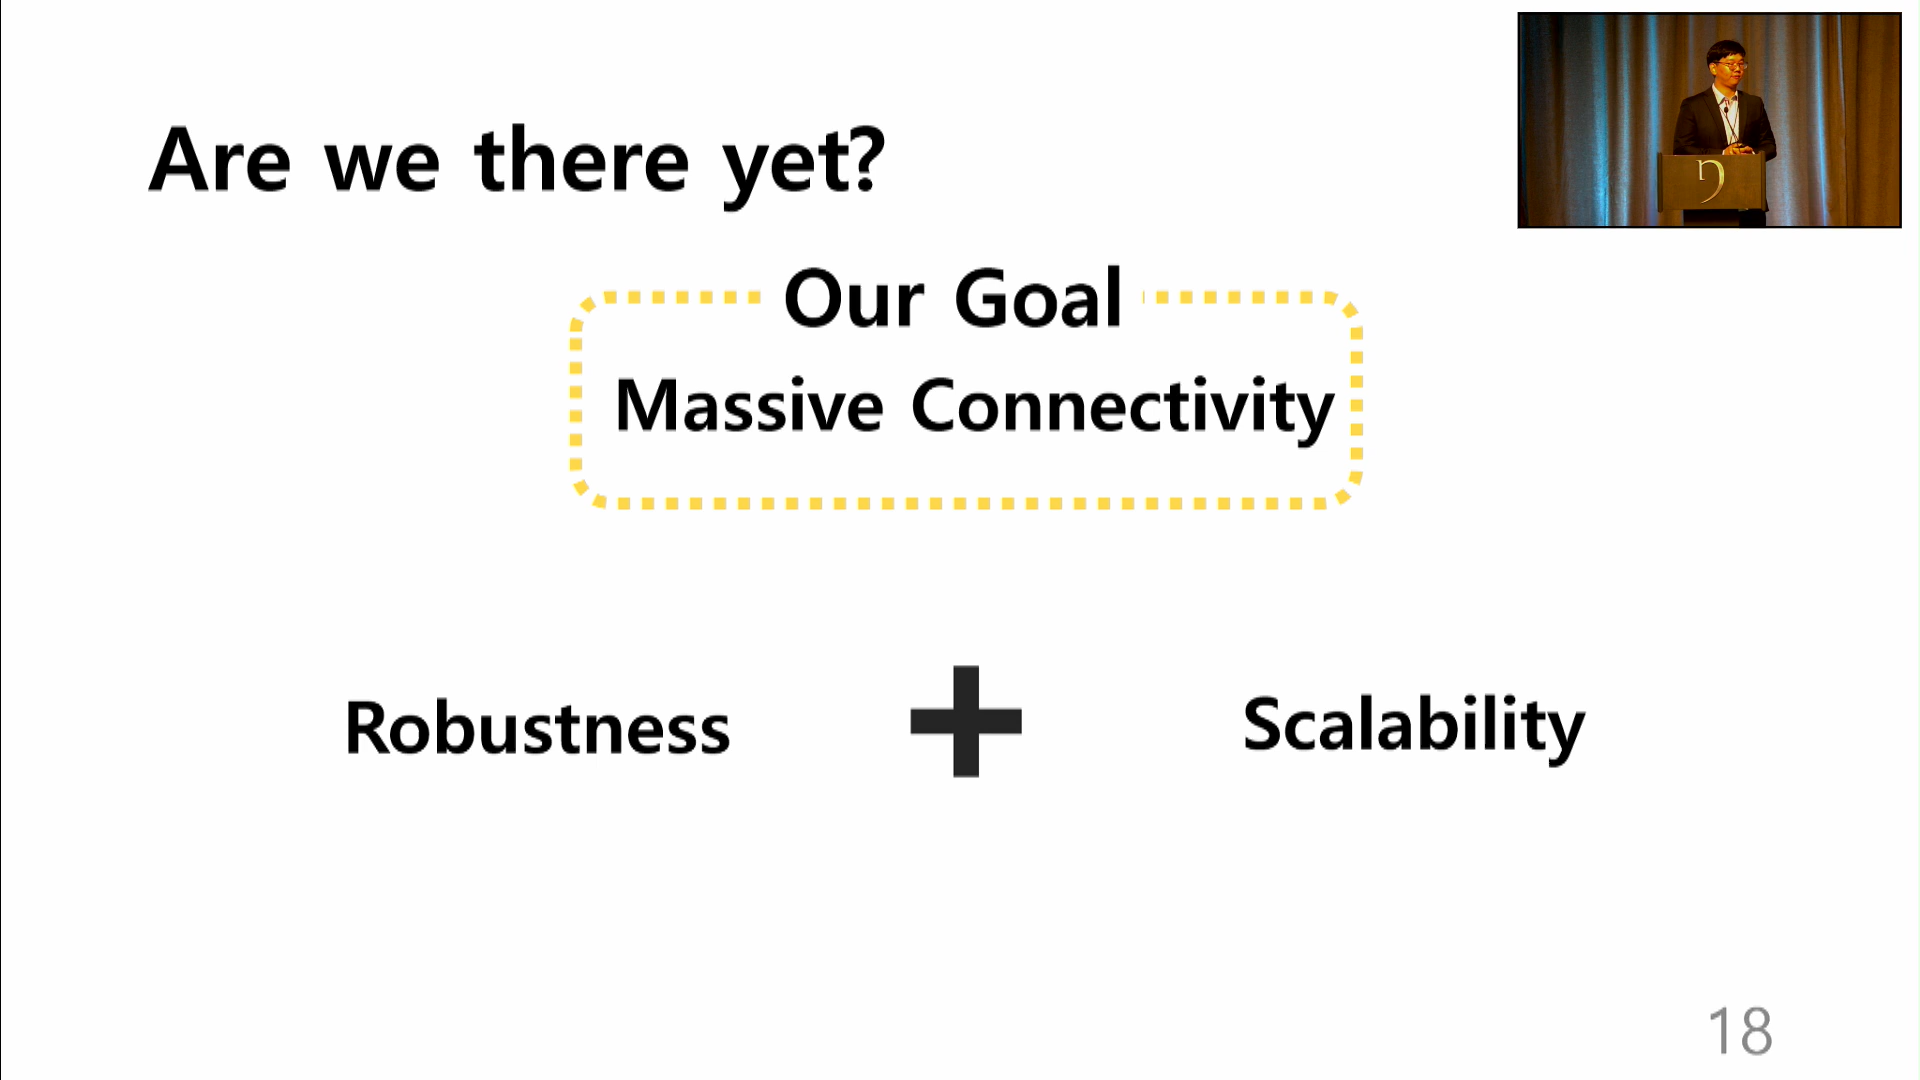 Are we there yet?
Our Goal
Massive Connectivity
Robustness + Scalability
18